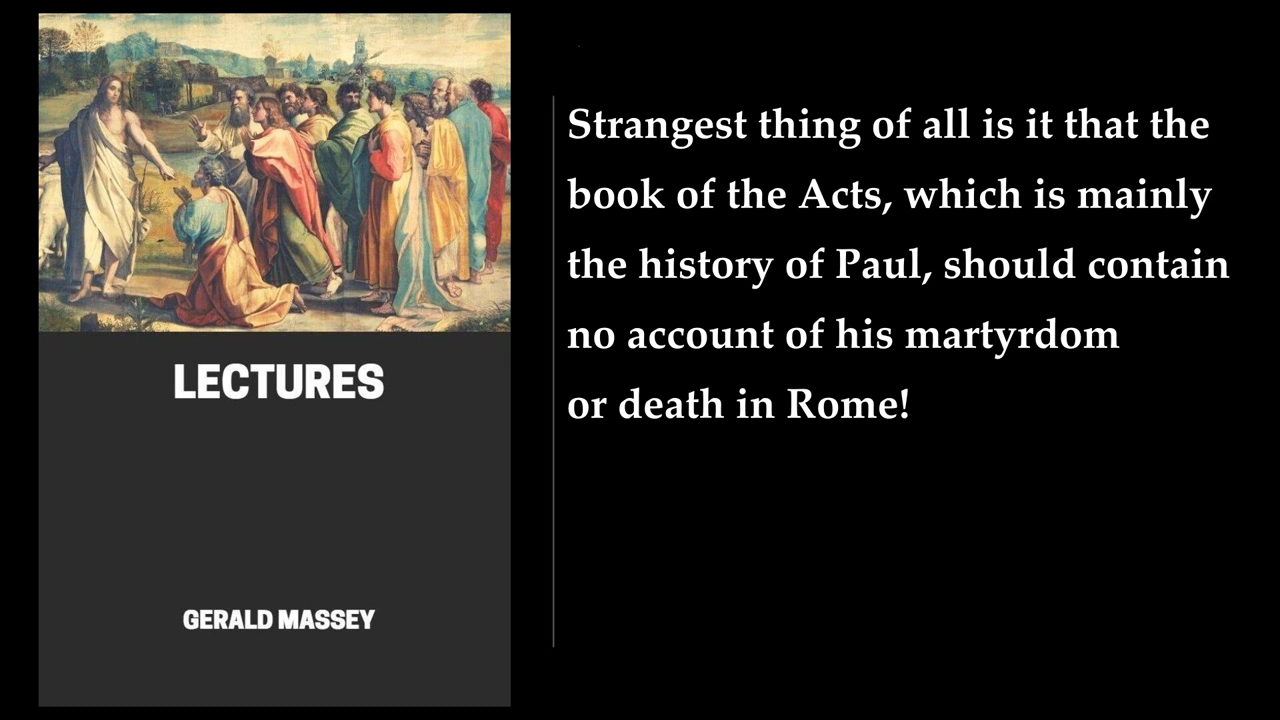 LECTURES
GERALD MASSEY
Strangest thing of all is it that the
book of the Acts, which is mainly
the history of Paul, should contain
no account of his martyrdom
or death in Rome!